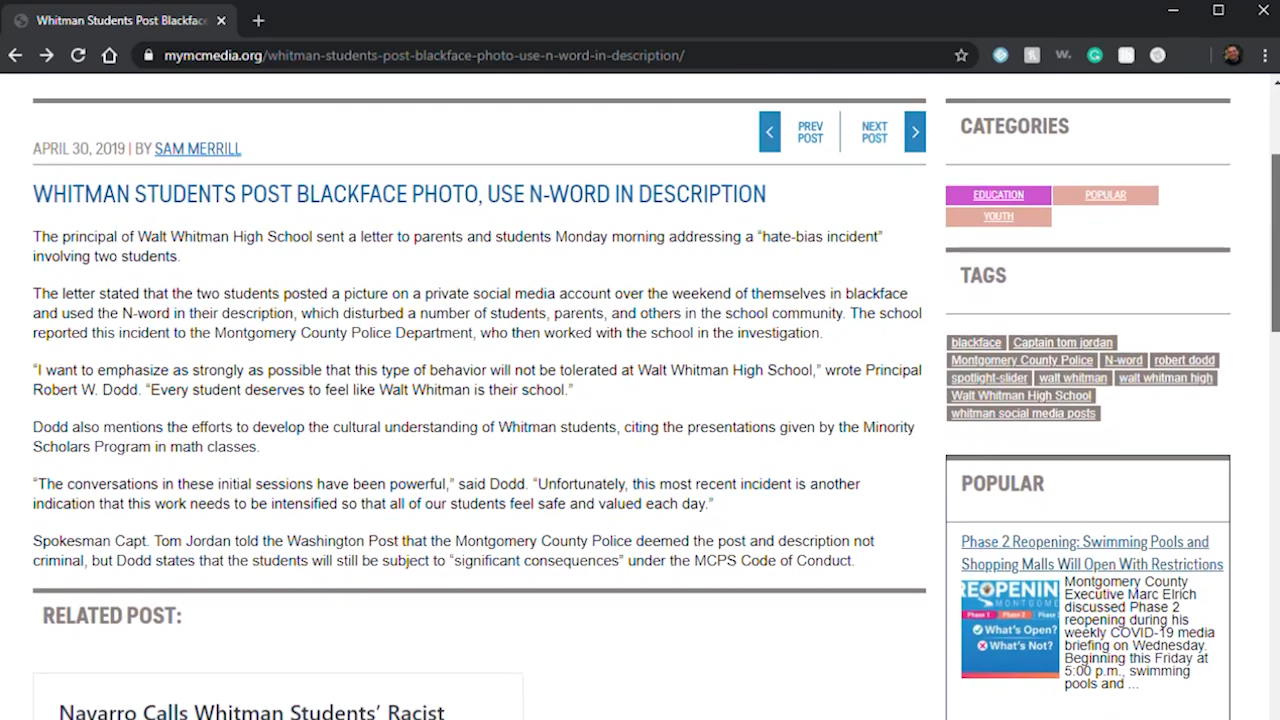 Whitman Students Post Blackfac
mymcmedia.org/whitman-students-post-blackface-photo-use-n-word-in-description/
APRIL 30, 2019 | BY SAM MERRILL
PREV POST
NEXT POST
WHITMAN STUDENTS POST BLACKFACE PHOTO, USE N-WORD IN DESCRIPTION
The principal of Walt Whitman High School sent a letter to parents and students Monday morning addressing a “hate-bias incident”
involving two students.
The letter stated that the two students posted a picture on a private social media account over the weekend of themselves in blackface
and used the N-word in their description, which disturbed a number of students, parents, and others in the school community. The school
reported this incident to the Montgomery County Police Department, who then worked with the school in the investigation.
“I want to emphasize as strongly as possible that this type of behavior will not be tolerated at Walt Whitman High School,” wrote Principal
Robert W. Dodd. “Every student deserves to feel like Walt Whitman is their school.”
Dodd also mentions the efforts to develop the cultural understanding of Whitman students, citing the presentations given by the Minority
Scholars Program in math classes.
“The conversations in these initial sessions have been powerful,” said Dodd. “Unfortunately, this most recent incident is another
indication that this work needs to be intensified so that all of our students feel safe and valued each day.”
Spokesman Capt. Tom Jordan told the Washington Post that the Montgomery County Police deemed the post and description not
criminal, but Dodd states that the students will still be subject to “significant consequences” under the MCPS Code of Conduct.
RELATED POST:
Navarro Calls Whitman Students’ Racist
CATEGORIES
EDUCATION POPULAR
YOUTH
TAGS
blackface Captain tom jordan
Montgomery County Police N-word robert dodd
spotlight-slider walt whitman walt whitman high
Walt Whitman High School
whitman social media posts
POPULAR
Phase 2 Reopening: Swimming Pools and
Shopping Malls Will Open With Restrictions
REOPENIN
MONTGOME
Phase 1 Phase 2 Phase
What's Open?
What's Not?
Montgomery County
Executive Marc Elrich
discussed Phase 2
reopening during his
weekly COVID-19 media
briefing on Wednesday.
Beginning this Friday at
5:00 p.m., swimming
pools and ...